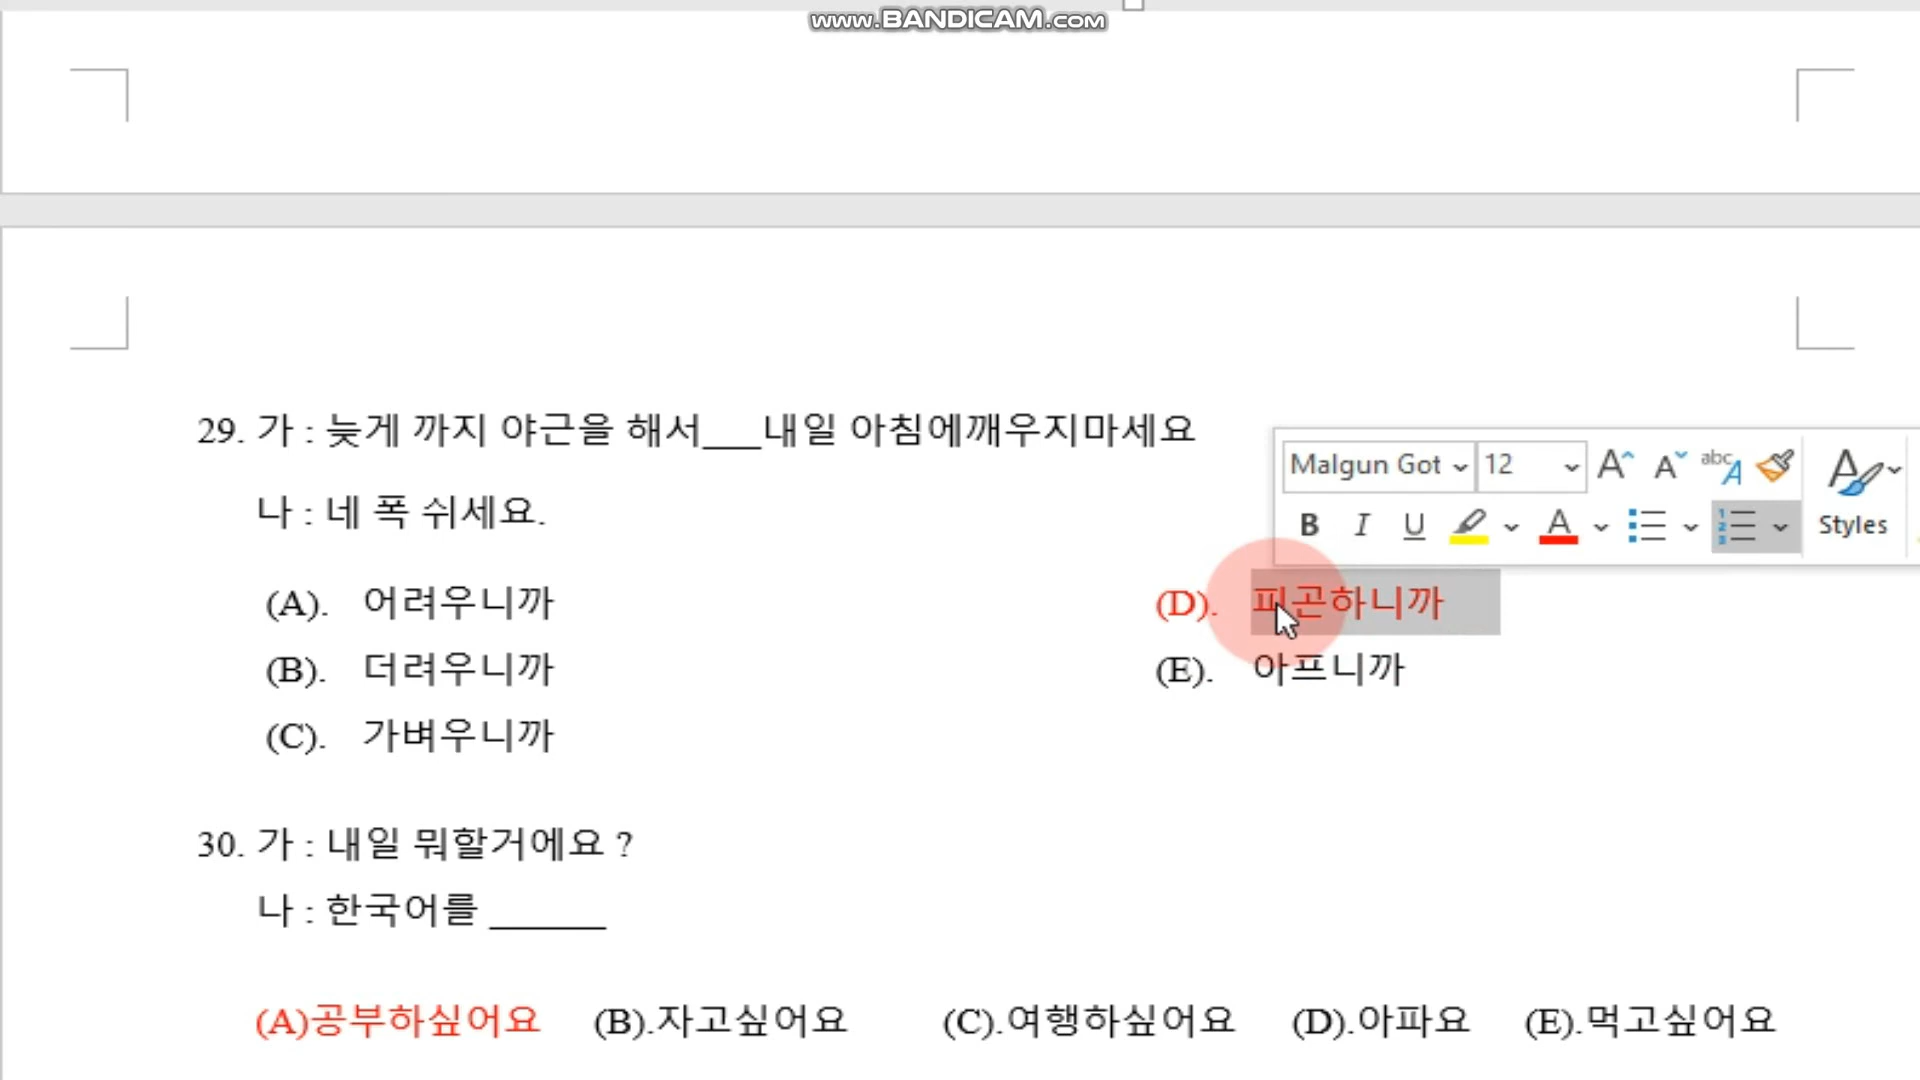 www.BANDICAM.com
29. 가 : 늦게 까지 야근을 해서___내일 아침에깨우지마세요
나 : 네 푹 쉬세요.
Malgun Got 12
B I U Styles
(A). 어려우니까
(B). 더려우니까
(C). 가벼우니까
(D). 피곤하니까
(E). 아프니까
30. 가 : 내일 뭐할거에요 ?
나 : 한국어를 ______
(A)공부하싶어요 (B).자고싶어요 (C).여행하싶어요 (D).아파요 (E).먹고싶어요